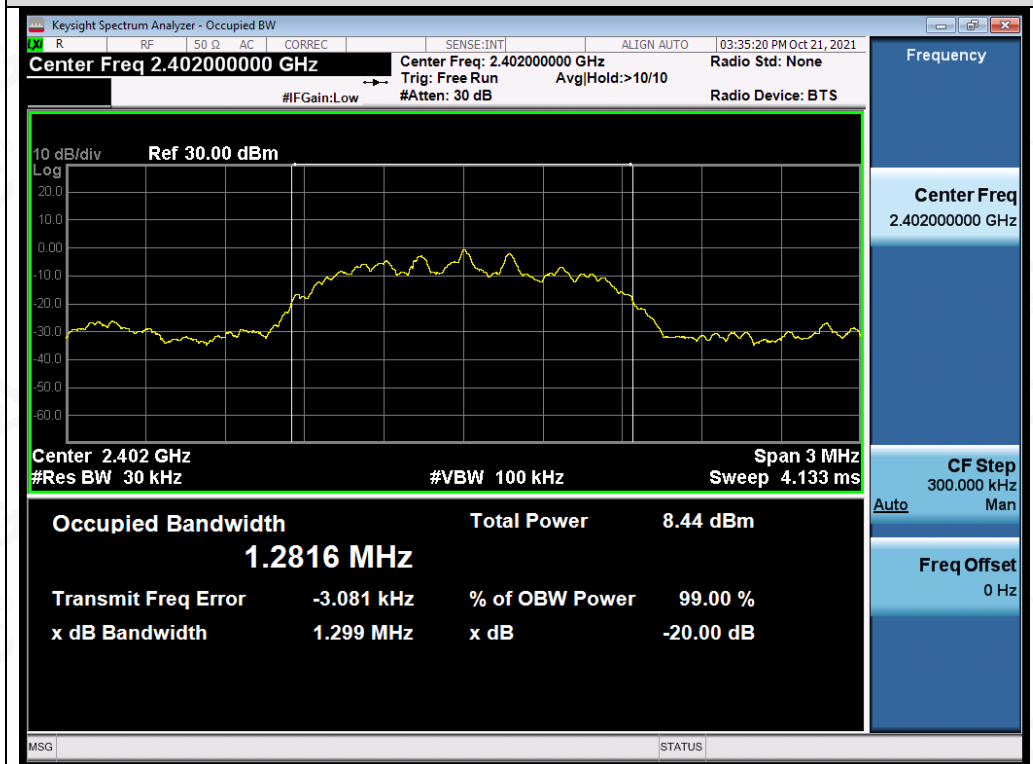 Keysight Spectrum Analyzer - Occupied BW
LXI R RF 50 Ω AC CORREC SENSE:INT ALIGN AUTO 03:35:20 PM Oct 21, 2021
Center Freq 2.402000000 GHz
Center Freq: 2.402000000 GHz
Radio Std: None
Trig: Free Run Avg|Hold:>10/10
#IFGain:Low
#Atten: 30 dB
Radio Device: BTS
10 dB/div Ref 30.00 dBm
Log
20.0
10.0
0.00
-10.0
-20.0
-30.0
-40.0
-50.0
-60.0
Center 2.402 GHz Span 3 MHz
#Res BW 30 kHz #VBW 100 kHz Sweep 4.133 ms
Occupied Bandwidth Total Power 8.44 dBm
1.2816 MHz
Transmit Freq Error -3.081 kHz % of OBW Power 99.00 %
x dB Bandwidth 1.299 MHz x dB -20.00 dB
Frequency
Center Freq
2.402000000 GHz
CF Step
300.000 kHz
Auto Man
Freq Offset
0 Hz
MSG STATUS